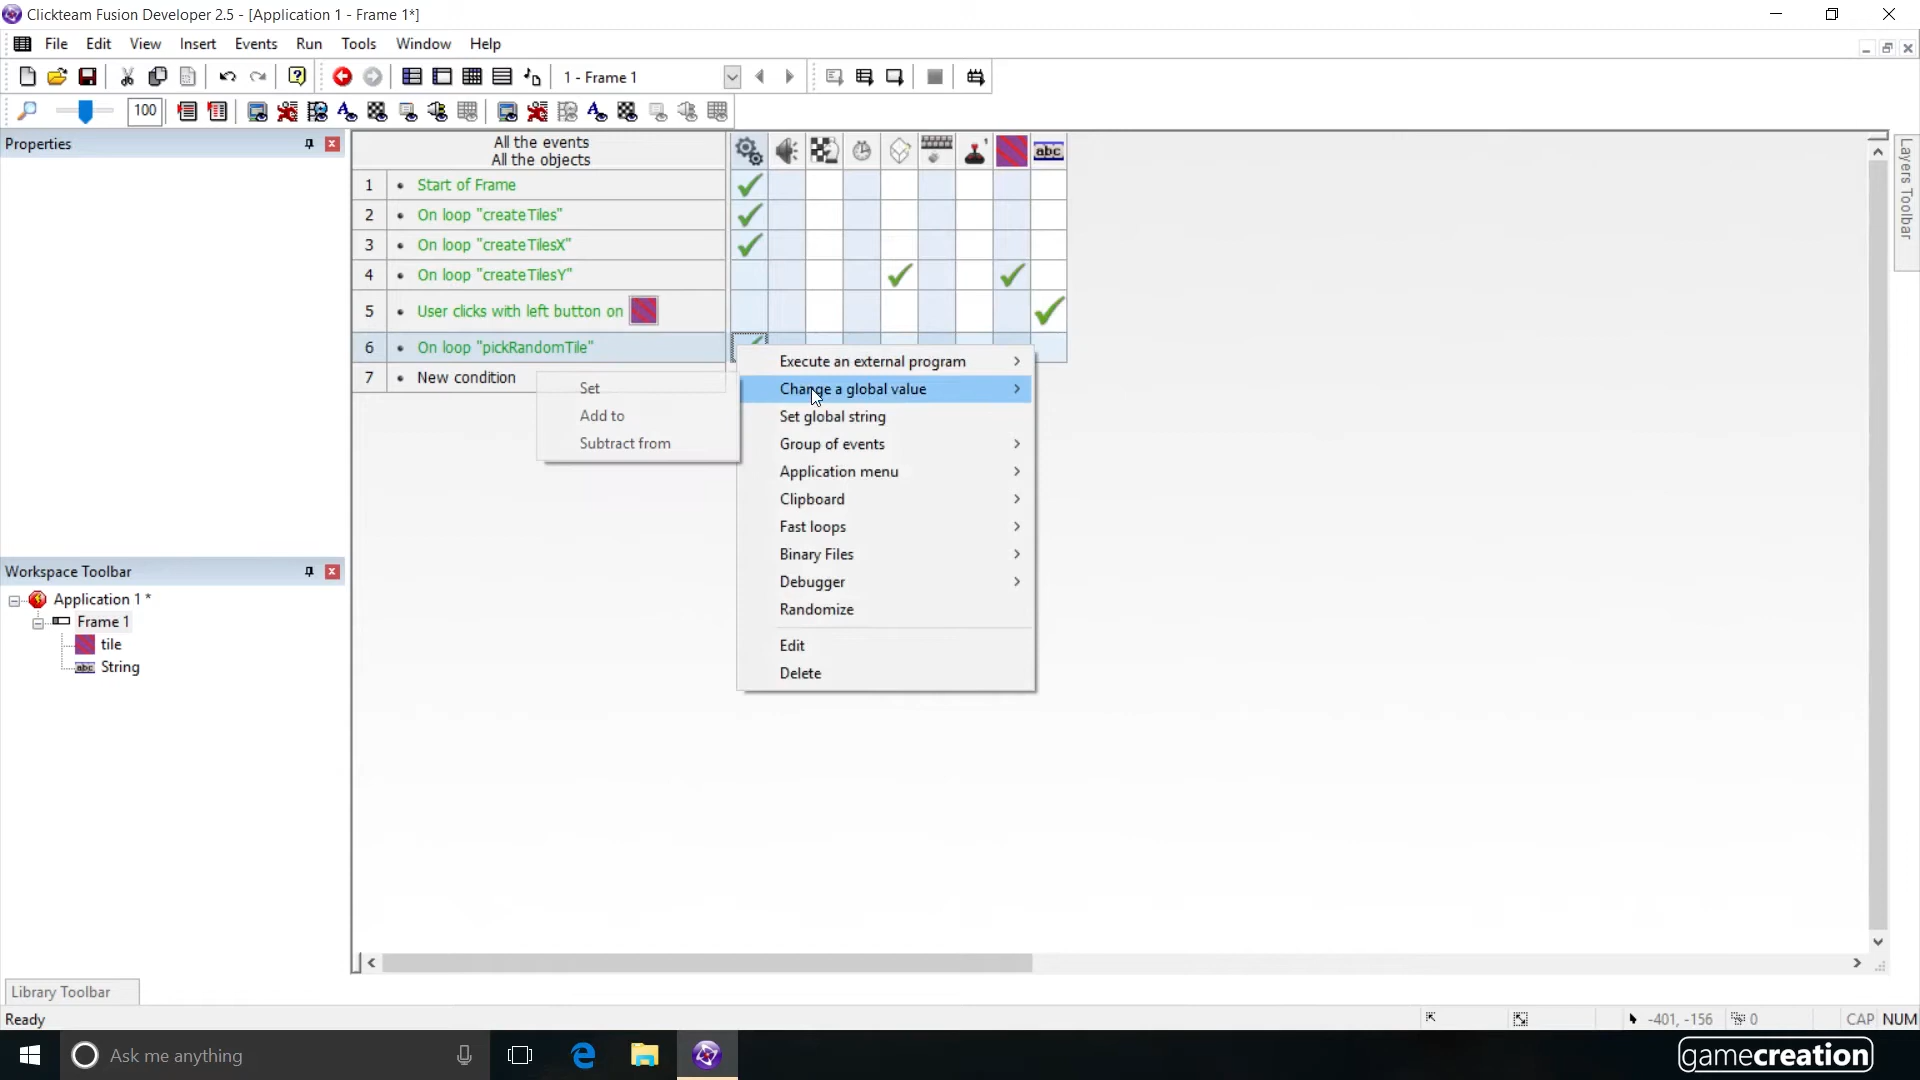 Clickteam Fusion Developer 2.5 - [Application 1 - Frame 1*]
File Edit View Insert Events Run Tools Window Help
1 - Frame 1
100
Properties
All the events
All the objects
1 • Start of Frame
2 • On loop "createTiles"
3 • On loop "createTilesX"
4 • On loop "createTilesY"
5 • User clicks with left button on
6 • On loop "pickRandomTile"
7 • New condition
abc
Set
Add to
Subtract from
Execute an external program
Change a global value
Set global string
Group of events
Application menu
Clipboard
Fast loops
Binary Files
Debugger
Randomize
Edit
Delete
Layers Toolbar
Workspace Toolbar
Application 1 *
Frame 1
tile
abc String
Library Toolbar
Ready
-401, -156 0 CAP NUM
Ask me anything
gamecreation